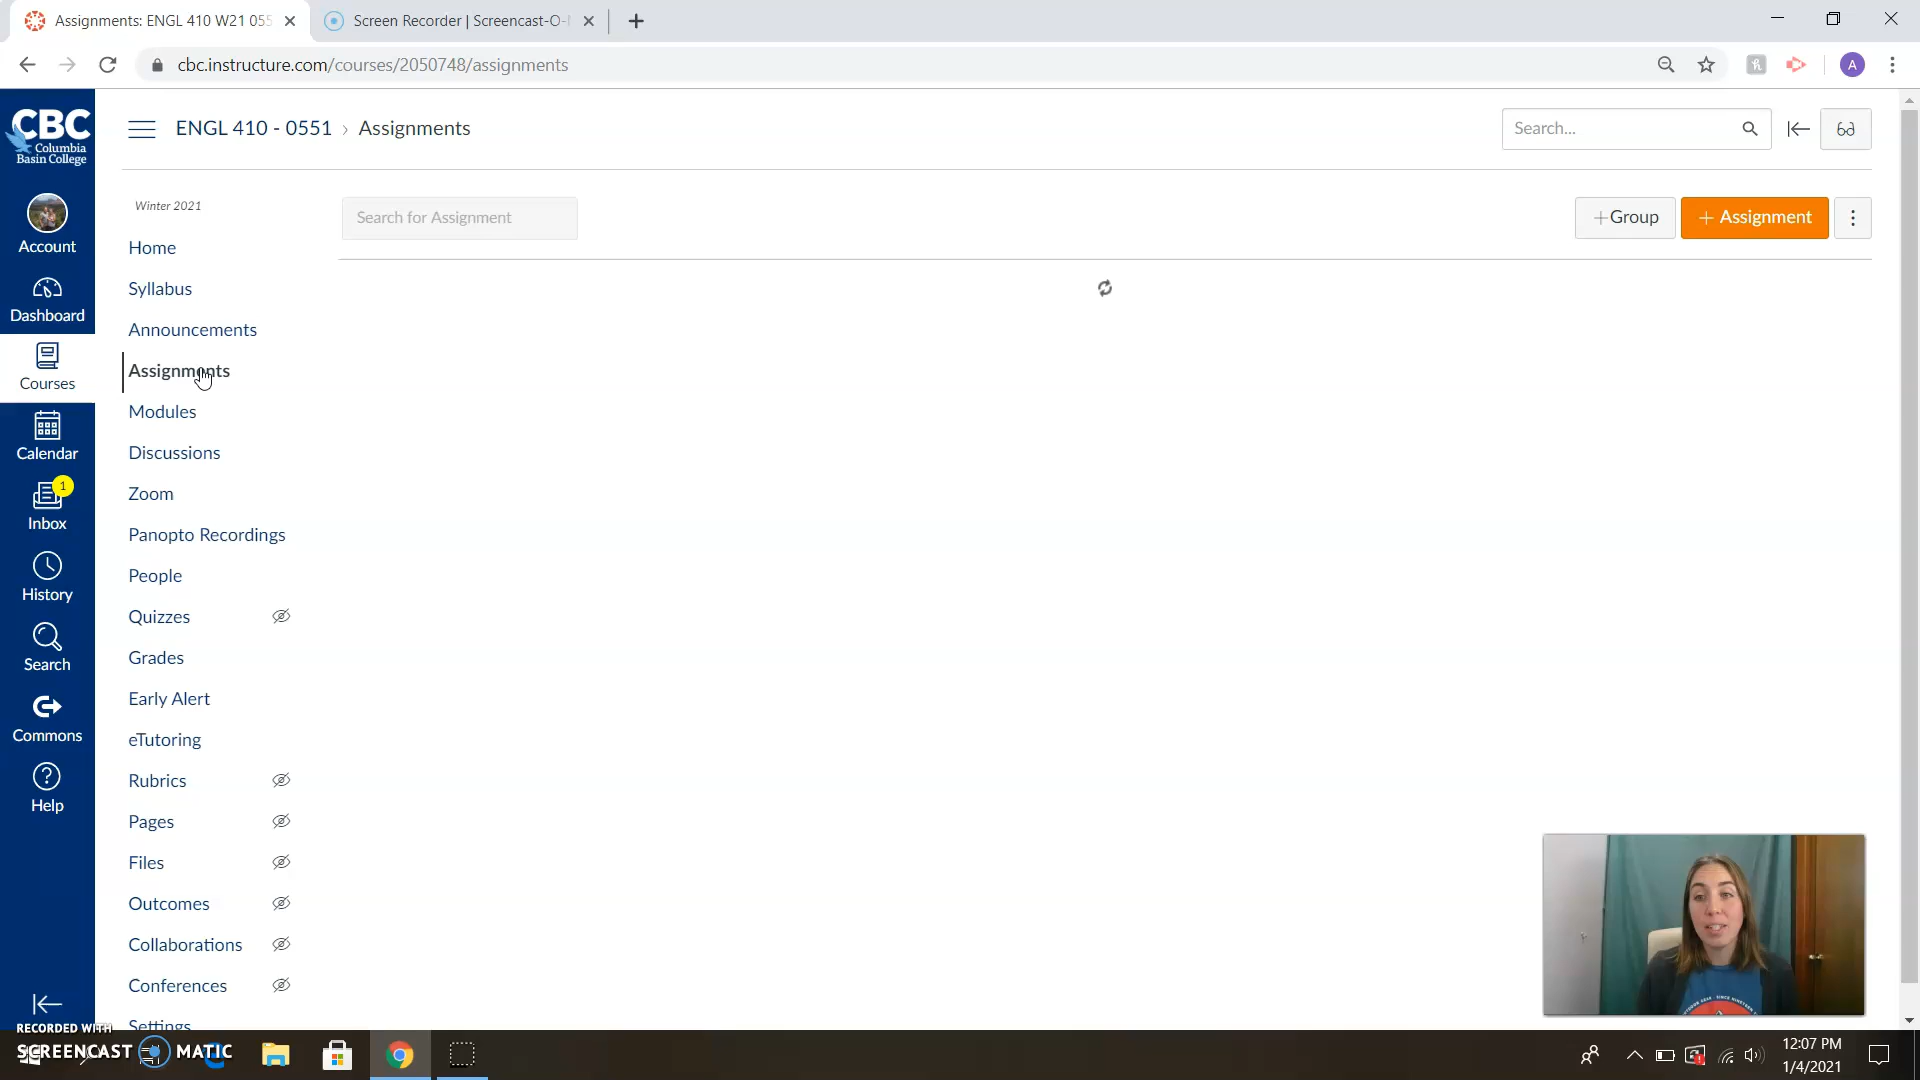 Assignments: ENGL 410 W21 055
Screen Recorder | Screencast-O-
cbc.instructure.com/courses/2050748/assignments
A
CBC
Columbia
Basin College
ENGL 410 - 0551 › Assignments
Search...
Winter 2021
Search for Assignment
+Group
+ Assignment
Account
Dashboard
Courses
Calendar
1
Inbox
History
Search
Commons
Help
Home
Syllabus
Announcements
Assignments
Modules
Discussions
Zoom
Panopto Recordings
People
Quizzes
Grades
Early Alert
eTutoring
Rubrics
Pages
Files
Outcomes
Collaborations
Conferences
Settings
RECORDED WITH
SCREENCAST MATIC
12:07 PM
1/4/2021